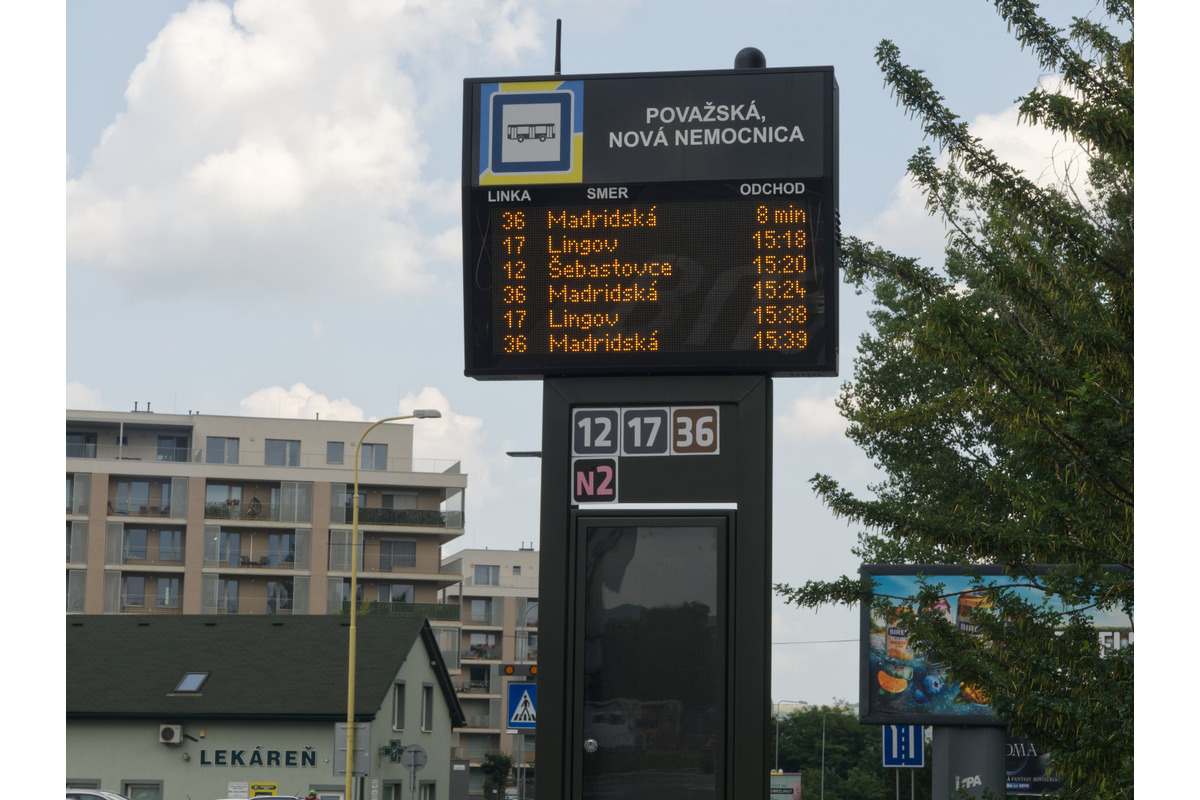 POVAŽSKÁ,
NOVÁ NEMOCNICA
LINKA SMER ODCHOD
36 Madridská 8 min
17 Lingov 15:18
12 Šebastovce 15:20
36 Madridská 15:24
17 Lingov 15:38
36 Madridská 15:39
12 17 36
N2
LEKÁREŇ